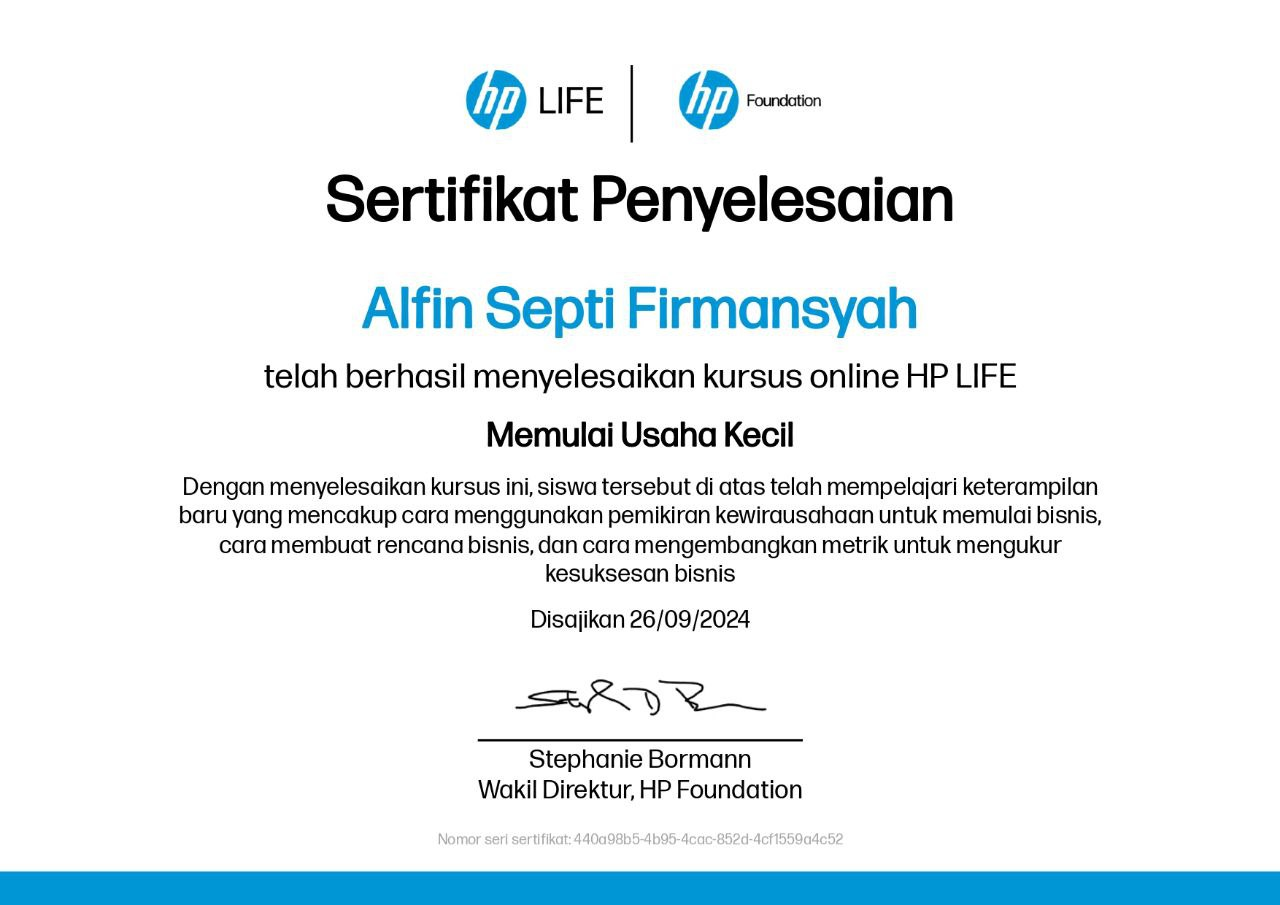 hp LIFE hp Foundation
Sertifikat Penyelesaian
Alfin Septi Firmansyah
telah berhasil menyelesaikan kursus online HP LIFE
Memulai Usaha Kecil
Dengan menyelesaikan kursus ini, siswa tersebut di atas telah mempelajari keterampilan
baru yang mencakup cara menggunakan pemikiran kewirausahaan untuk memulai bisnis,
cara membuat rencana bisnis, dan cara mengembangkan metrik untuk mengukur
kesuksesan bisnis
Disajikan 26/09/2024
Stephanie Bormann
Wakil Direktur, HP Foundation
Nomor seri sertifikat: 440a98b5-4b95-4cac-852d-4cf1559a4c52